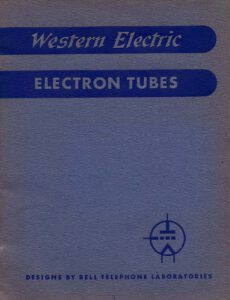 Western Electric
ELECTRON TUBES
DESIGNS BY BELL TELEPHONE LABORATORIES